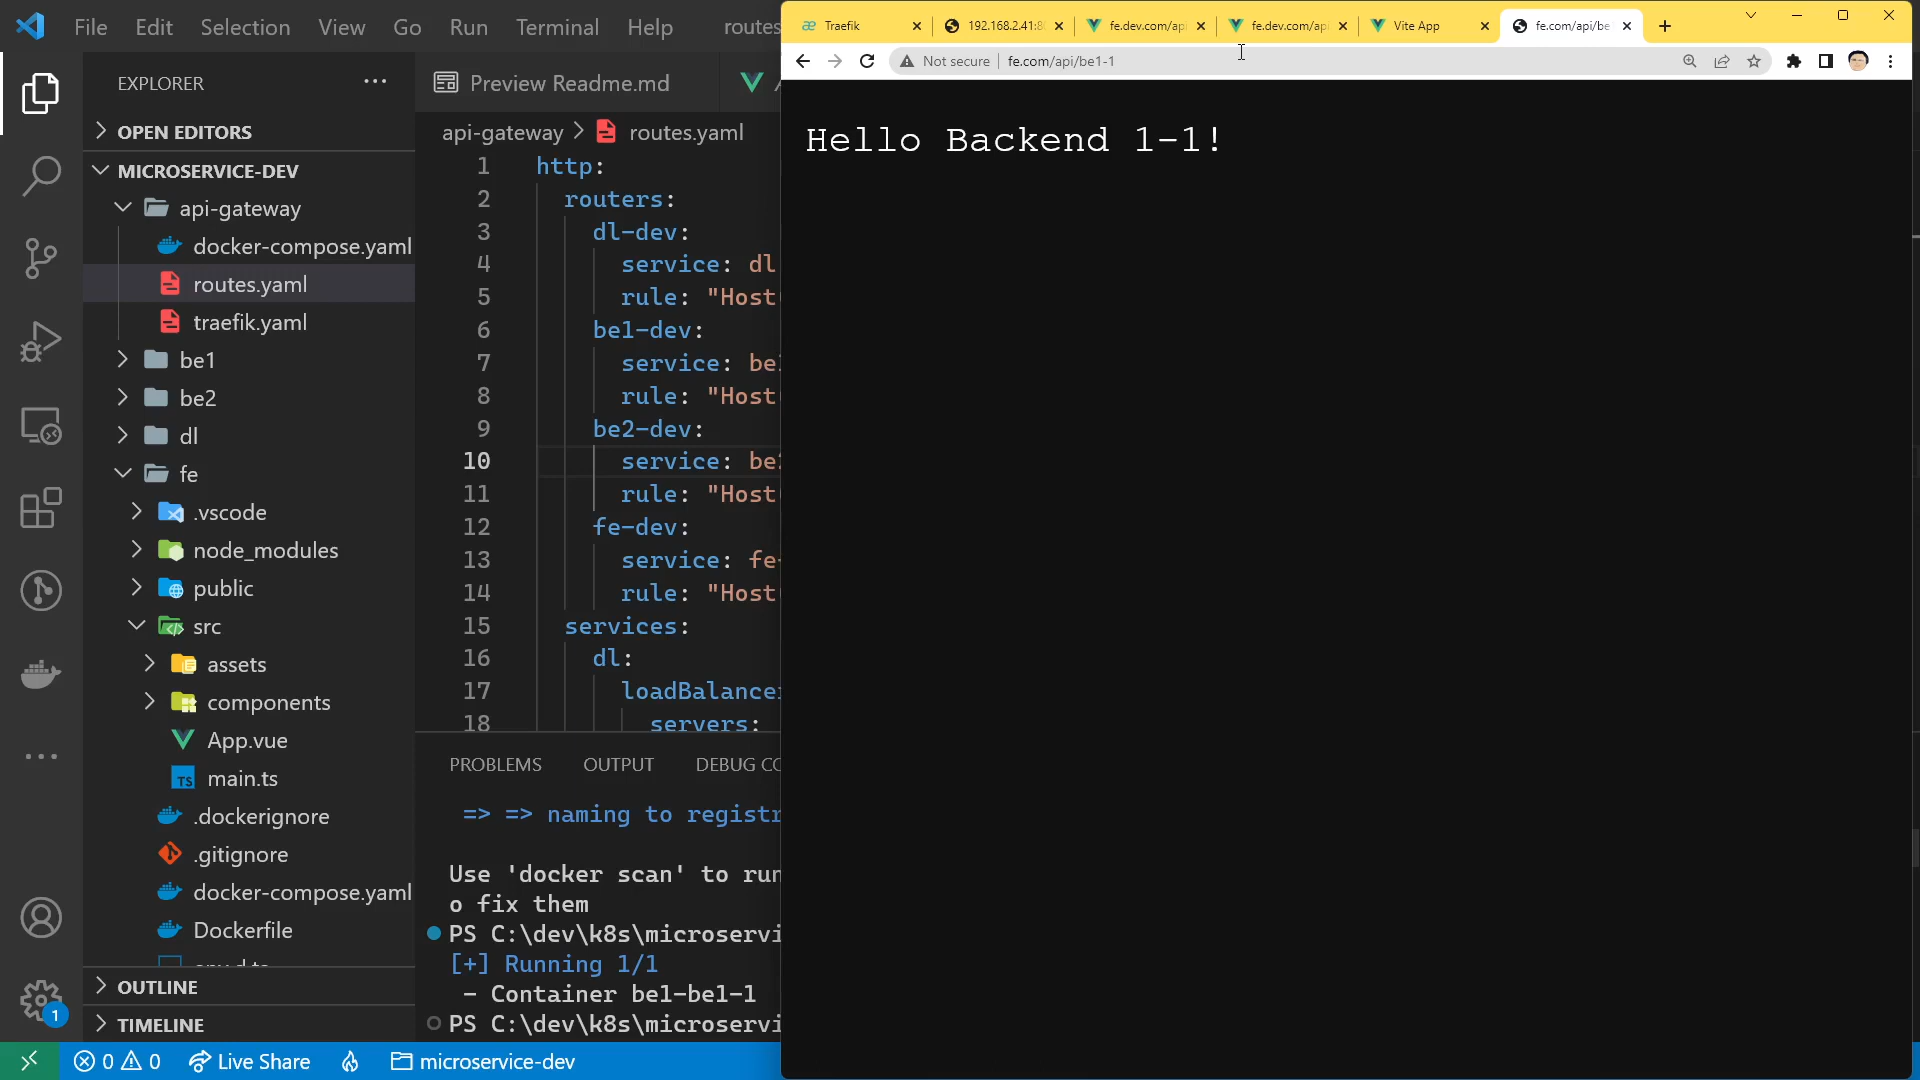 File Edit Selection View Go Run Terminal Help routes
EXPLORER
OPEN EDITORS
MICROSERVICE-DEV
api-gateway
docker-compose.yaml
routes.yaml
traefik.yaml
be1
be2
dl
fe
.vscode
node_modules
public
src
assets
components
App.vue
TS main.ts
.dockerignore
.gitignore
docker-compose.yaml
Dockerfile
OUTLINE
TIMELINE
1
Preview Readme.md
api-gateway > routes.yaml
1 http:
2 routers:
3 dl-dev:
4 service: dl
5 rule: "Host
6 be1-dev:
7 service: be
8 rule: "Host
9 be2-dev:
10 service: be
11 rule: "Host
12 fe-dev:
13 service: fe-
14 rule: "Host
15 services:
16 dl:
17 loadBalancer
18 servers:
PROBLEMS OUTPUT DEBUG CO
=> => naming to registr
Use 'docker scan' to run
o fix them
PS C:\dev\k8s\microservi
[+] Running 1/1
- Container be1-be1-1
PS C:\dev\k8s\microservi
0 0 Live Share microservice-dev
Traefik 192.168.2.41:8 fe.dev.com/api fe.dev.com/api Vite App fe.com/api/be
Not secure fe.com/api/be1-1
Hello Backend 1-1!